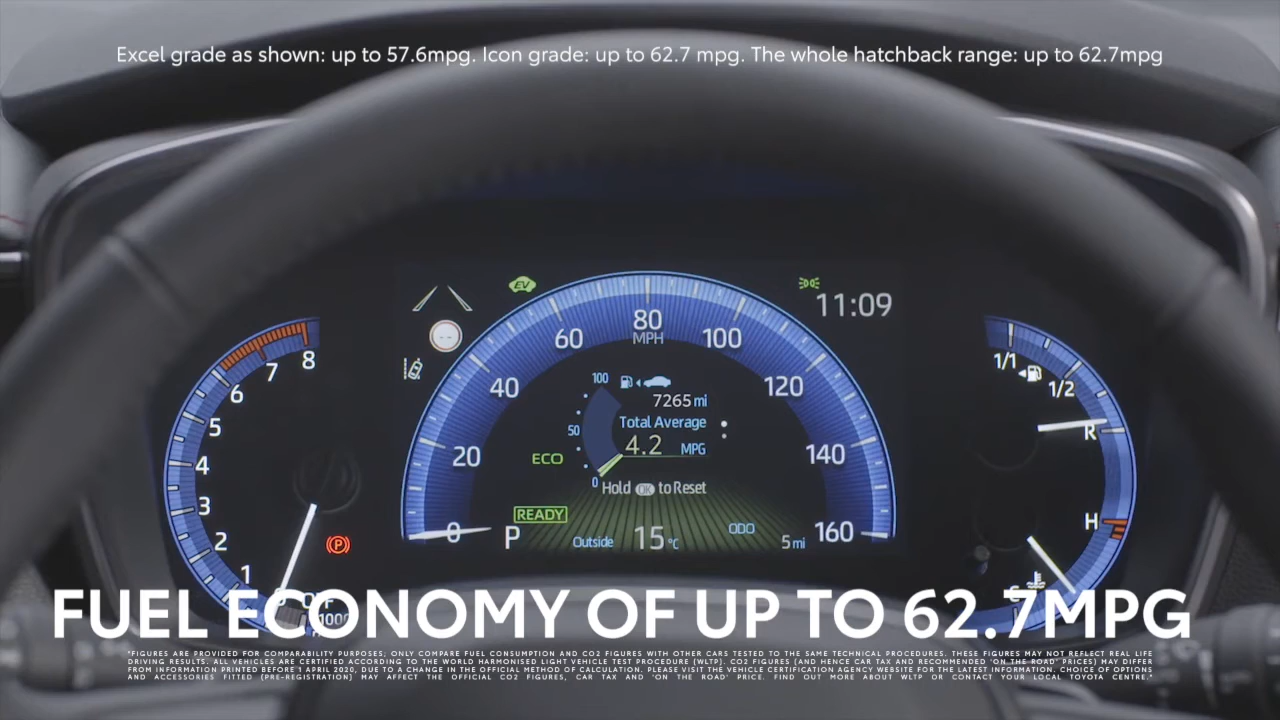 Excel grade as shown: up to 57.6mpg. Icon grade: up to 62.7 mpg. The whole hatchback range: up to 62.7mpg
EV
11:09
8
7
6
5
4
3
2
1
60
80
MPH
100
40
120
20
140
0
160
100
50
0
7265 mi
Total Average
4.2 MPG
Hold OK to Reset
ECO
READY
P
Outside 15°C
ODO
5 mi
1/1
1/2
R
H
(P)
FUEL ECONOMY OF UP TO 62.7MPG
*FIGURES ARE PROVIDED FOR COMPARABILITY PURPOSES; ONLY COMPARE FUEL CONSUMPTION AND CO2 FIGURES WITH OTHER CARS TESTED TO THE SAME TECHNICAL PROCEDURES. THESE FIGURES MAY NOT REFLECT REAL LIFE
DRIVING RESULTS. ALL VEHICLES ARE CERTIFIED ACCORDING TO THE WORLD HARMONISED LIGHT VEHICLE TEST PROCEDURE (WLTP). CO2 FIGURES (AND HENCE CAR TAX AND RECOMMENDED 'ON THE ROAD' PRICES) MAY DIFFER
FROM INFORMATION PRINTED BEFORE 1 APRIL 2020, DUE TO A CHANGE IN THE OFFICIAL METHOD OF CALCULATION. PLEASE VISIT THE VEHICLE CERTIFICATION AGENCY WEBSITE FOR THE LATEST INFORMATION. CHOICE OF OPTIONS
AND ACCESSORIES FITTED (PRE-REGISTRATION) MAY AFFECT THE OFFICIAL CO2 FIGURES, CAR TAX AND 'ON THE ROAD' PRICE. FIND OUT MORE ABOUT WLTP OR CONTACT YOUR LOCAL TOYOTA CENTRE.*